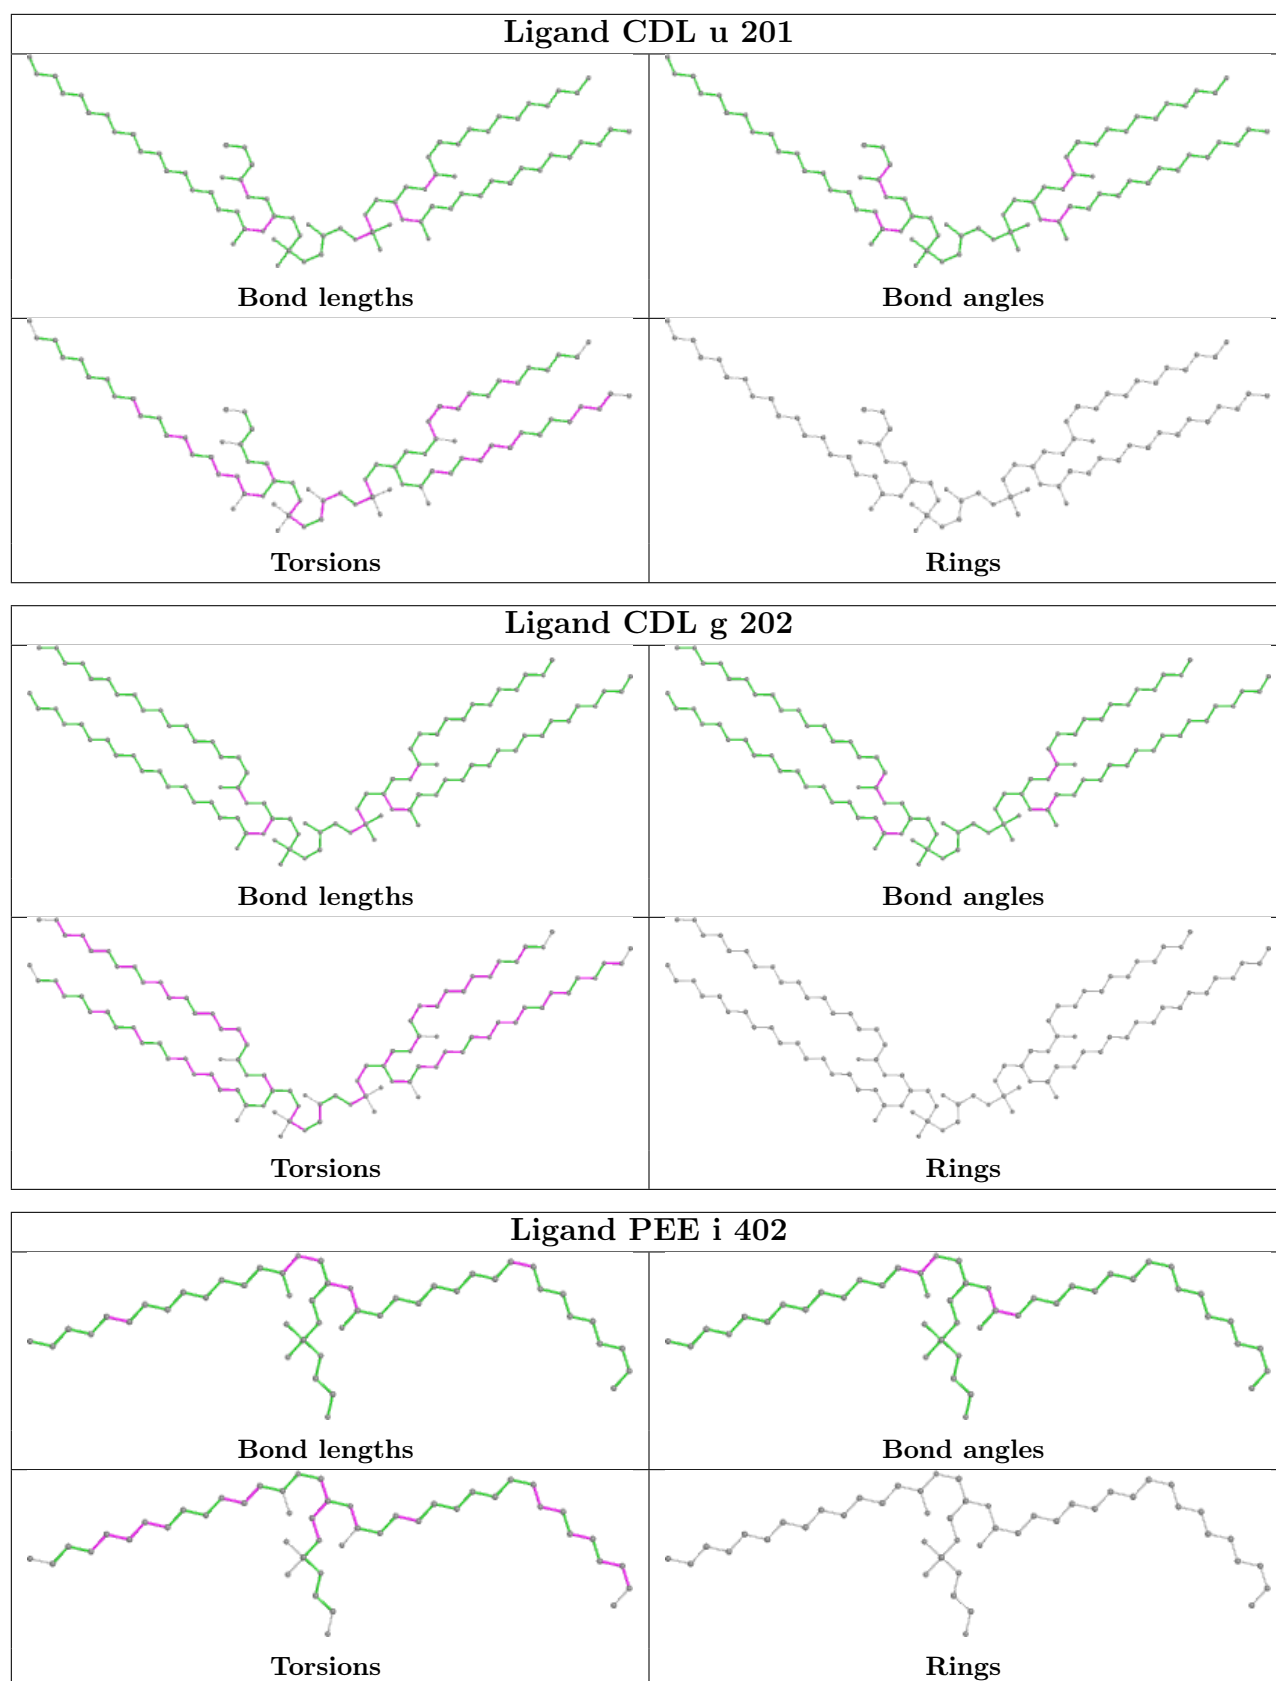 Ligand CDL u 201
Bond lengths
Bond angles
Torsions
Rings
Ligand CDL g 202
Bond lengths
Bond angles
Torsions
Rings
Ligand PEE i 402
Bond lengths
Bond angles
Torsions
Rings